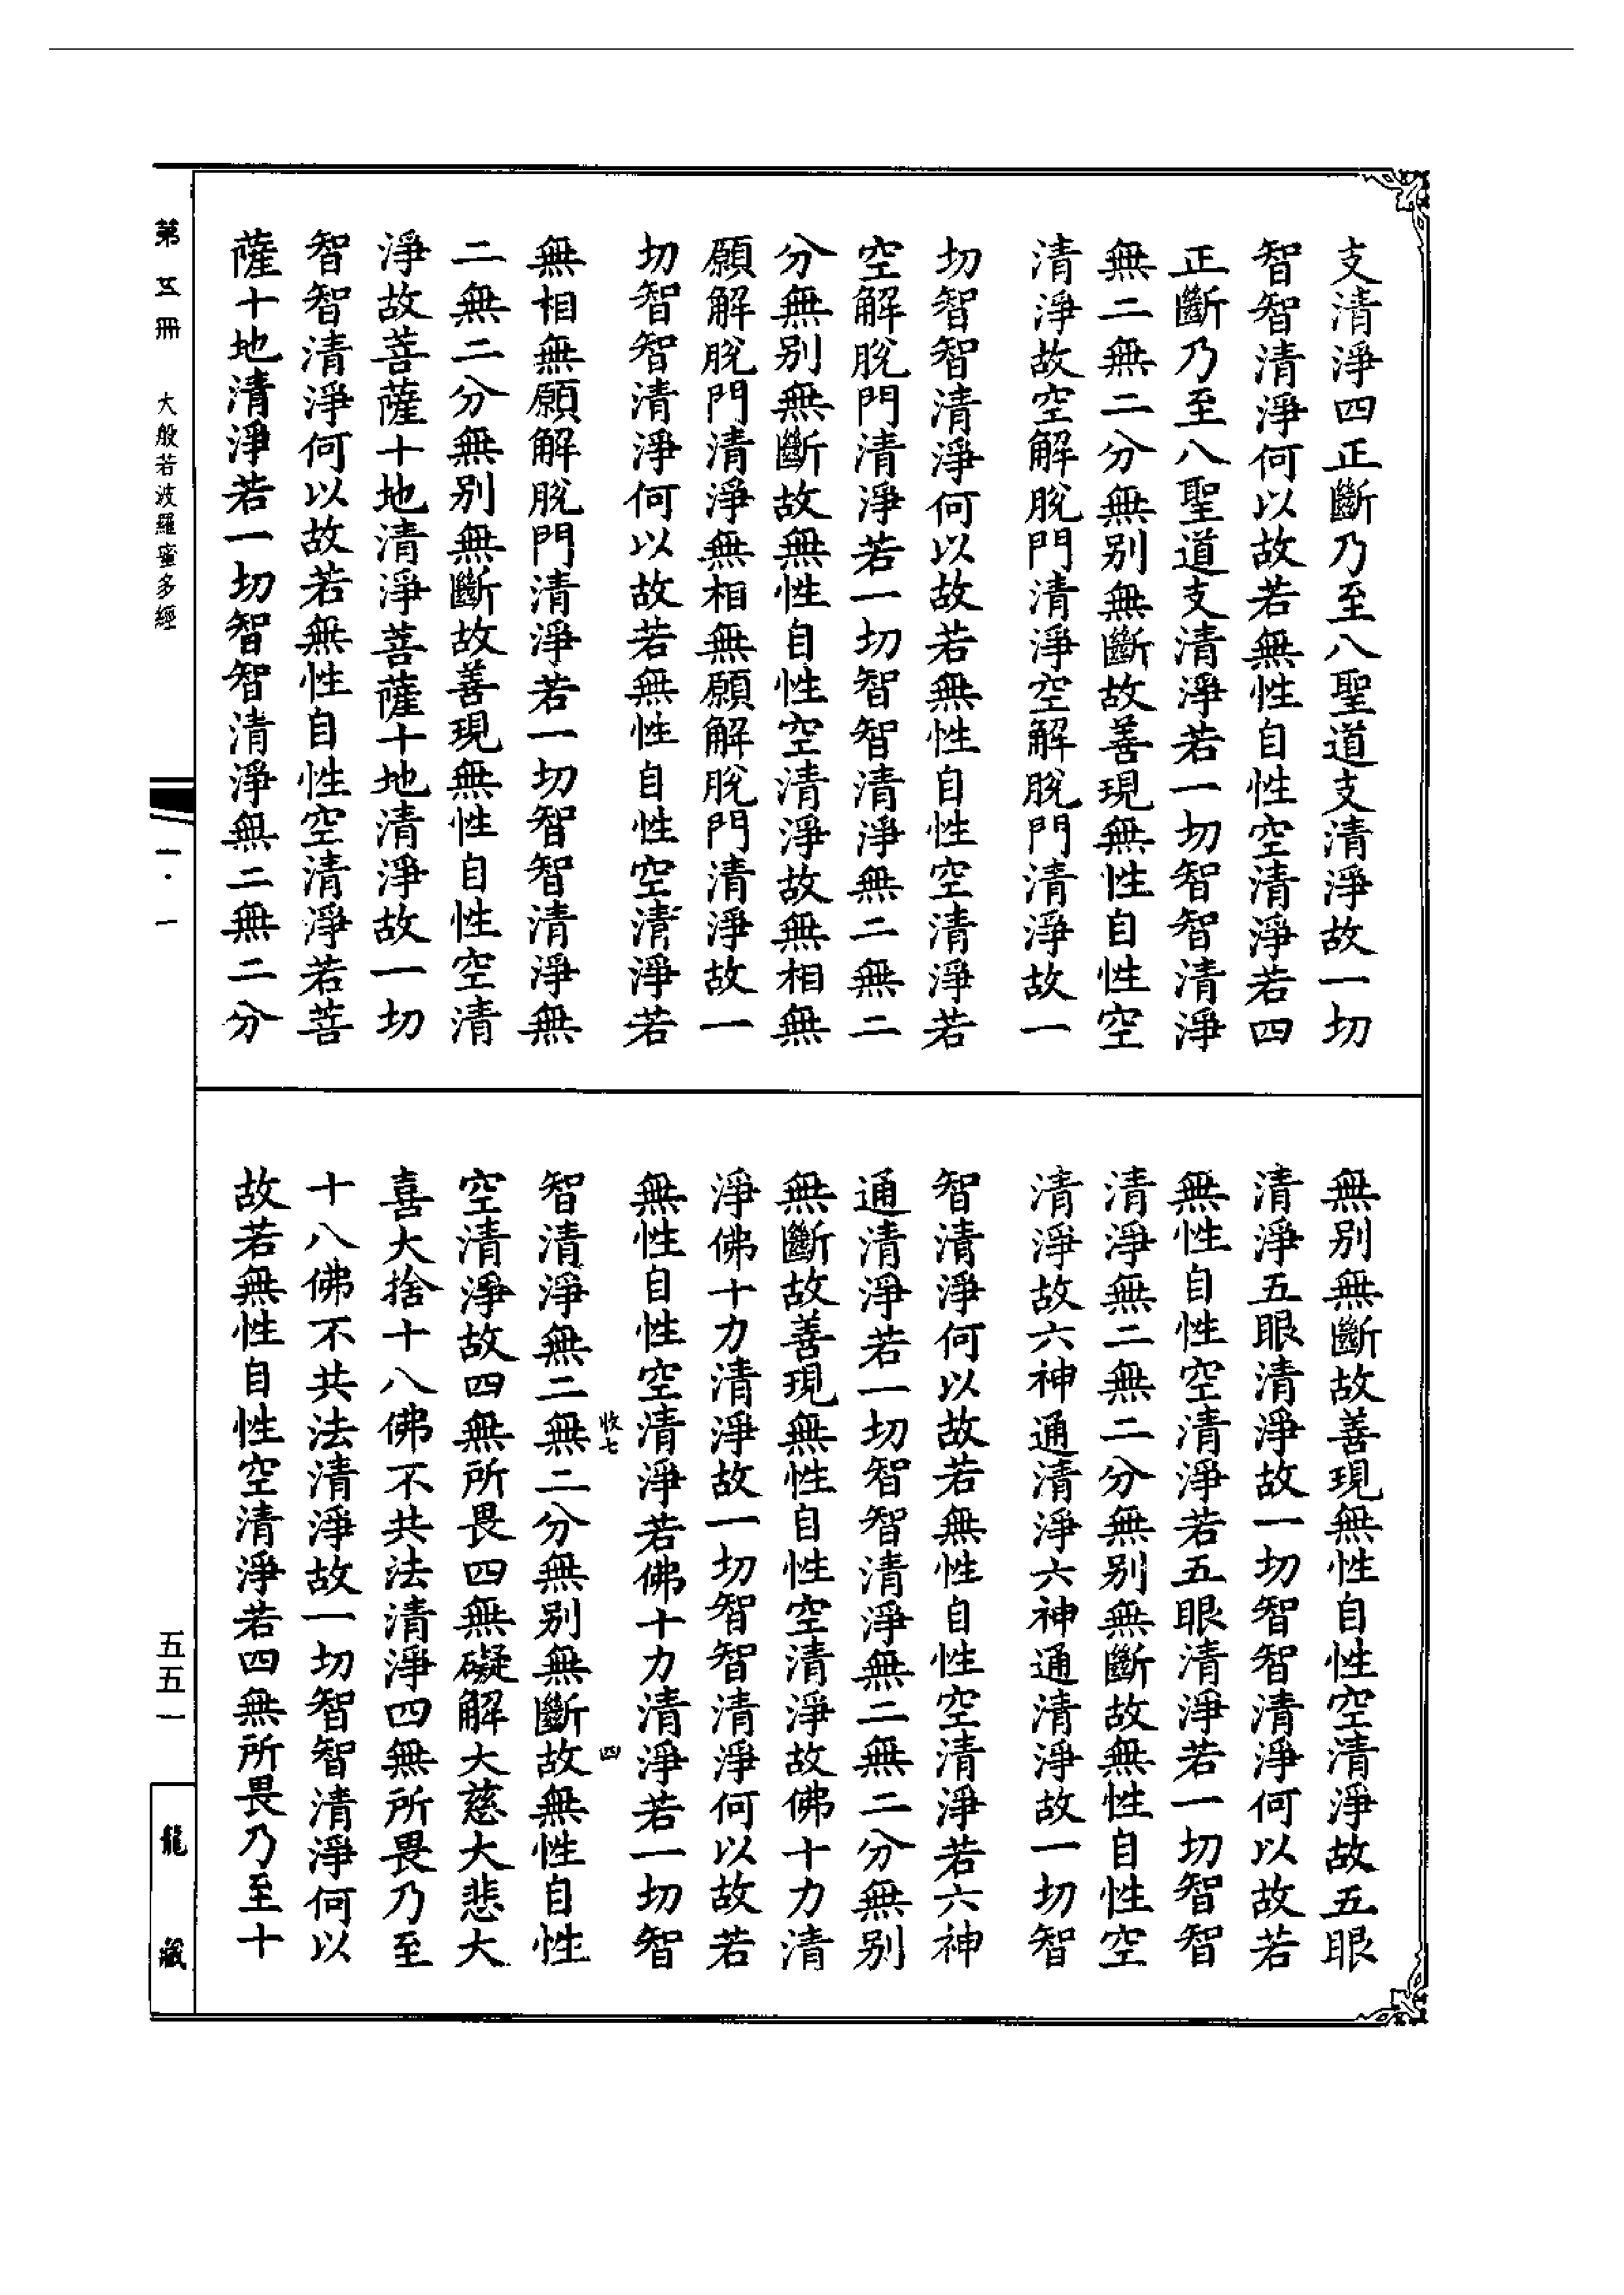 支清淨四正斷乃至八聖道支清淨故一切
智智清淨何以故若無性自性空清淨若四
正斷乃至八聖道支清淨若一切智智清淨
無二無二分無別無斷故善現無性自性空
清淨故空解脫門清淨空解脫門清淨故一
切智智清淨何以故若無性自性空清淨若
空解脫門清淨若一切智智清淨無二無二
分無別無斷故無性自性空清淨故無相無
願解脫門清淨無相無願解脫門清淨故一
切智智清淨何以故若無性自性空清淨若
無相無願解脫門清淨若一切智智清淨無
二無二分無別無斷故善現無性自性空清
淨故菩薩十地清淨菩薩十地清淨故一切
智智清淨何以故若無性自性空清淨若菩
薩十地清淨若一切智智清淨無二無二分
無別無斷故善現無性自性空清淨故五眼
清淨五眼清淨故一切智智清淨何以故若
無性自性空清淨若五眼清淨若一切智智
清淨無二無二分無別無斷故無性自性空
清淨故六神通清淨六神通清淨故一切智
智清淨何以故若無性自性空清淨若六神
通清淨若一切智智清淨無二無二分無別
無斷故善現無性自性空清淨故佛十力清
淨佛十力清淨故一切智智清淨何以故若
無性自性空清淨若佛十力清淨若一切智
收七 四
智清淨無二無二分無別無斷故無性自性
空清淨故四無所畏四無礙解大慈大悲大
喜大捨十八佛不共法清淨四無所畏乃至
十八佛不共法清淨故一切智智清淨何以
故若無性自性空清淨若四無所畏乃至十
第五冊 大般若波羅蜜多經
一·一
五五一
龍藏